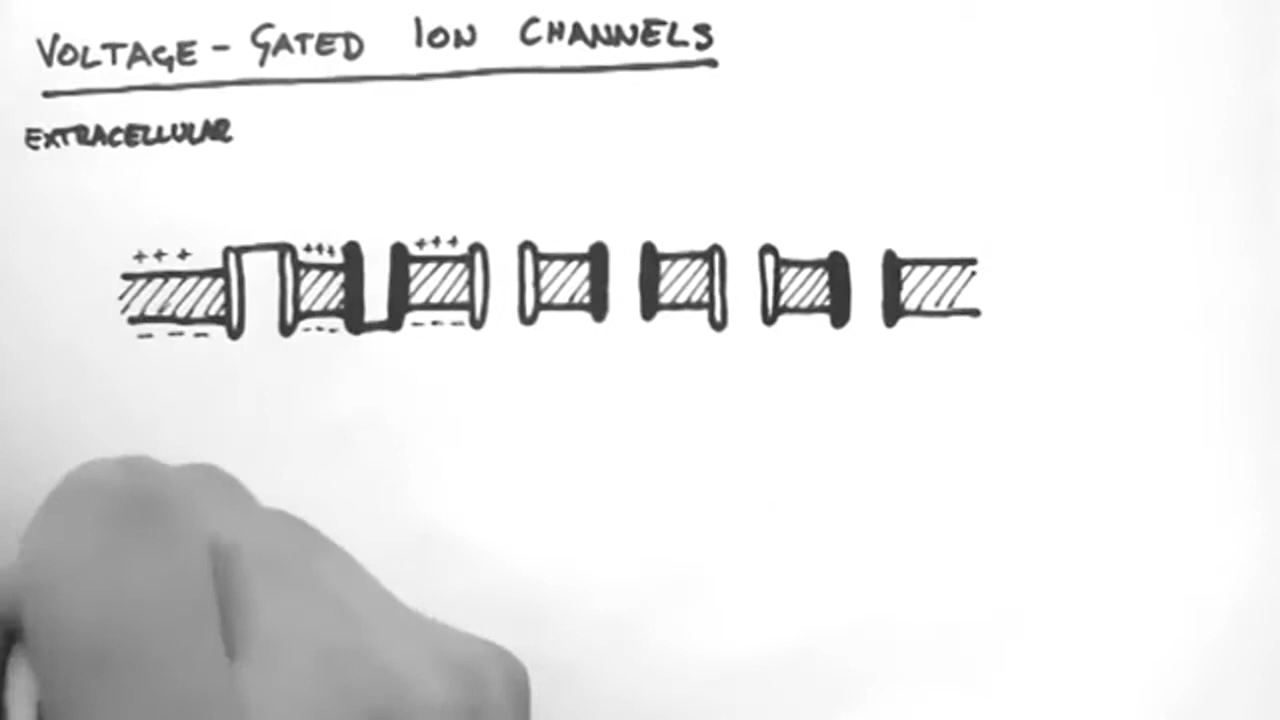 VOLTAGE-GATED ION CHANNELS
EXTRACELLULAR
+++ +++ +++
--- --- ---